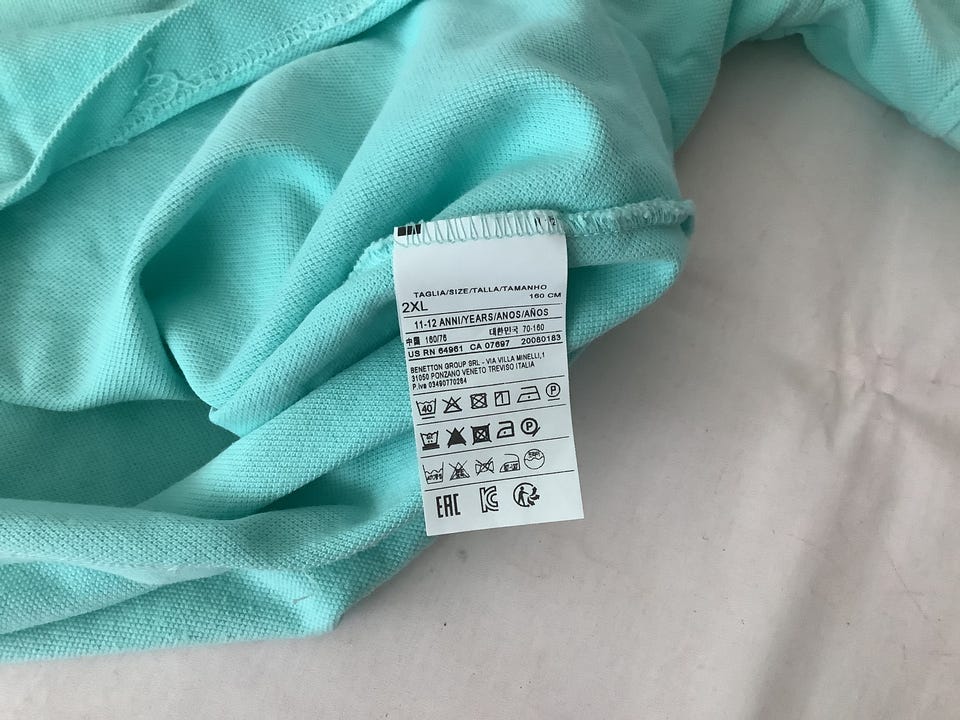 TAGLIA/SIZE/TALLA/TAMANHO
2XL 160 CM
11-12 ANNI/YEARS/ANOS/AÑOS
中國 160/76 대한민국 70-160
US RN 64961 CA 07697 20080183
BENETTON GROUP SRL - VIA VILLA MINELLI,1
31050 PONZANO VENETO TREVISO ITALIA
P.Iva 03490770264
40 P
P
EAC KC